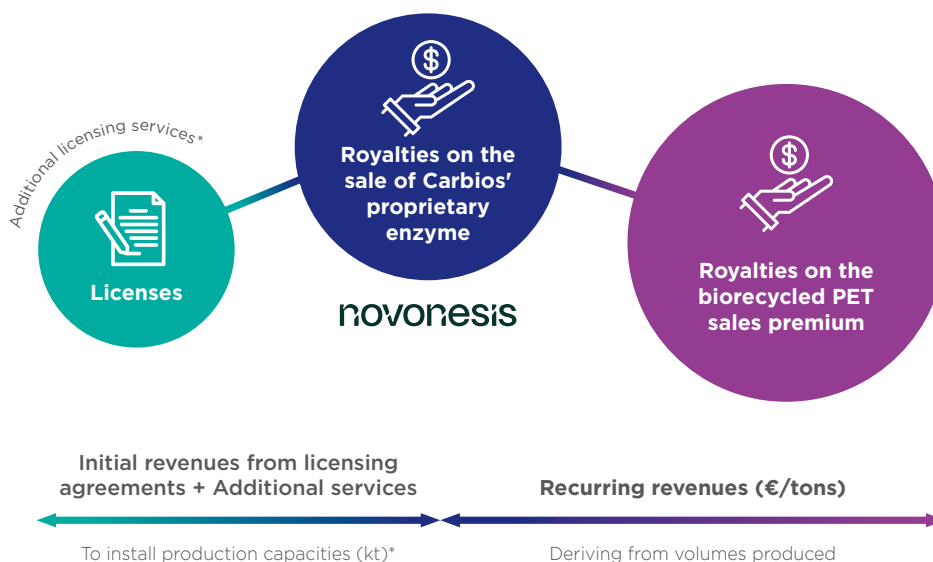 Additional licensing services*
Licenses
$
Royalties on the
sale of Carbios'
proprietary
enzyme
novonesis
$
Royalties on the
biorecycled PET
sales premium
Initial revenues from licensing
agreements + Additional services
To install production capacities (kt)*
Recurring revenues (€/tons)
Deriving from volumes produced